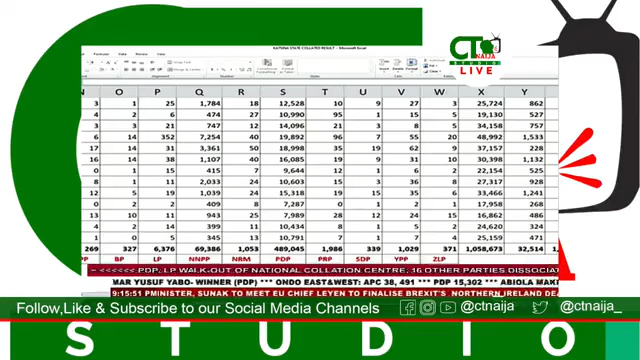 KATSINA STATE COLLATED RESULT - Microsoft Excel
CT
NAIJA
STUDIO
LIVE
N O P Q R S T U V W X Y
3 1 25 1,784 18 12,528 10 9 27 3 25,724 862
4 2 6 474 27 10,990 95 1 15 5 19,130 527
3 3 21 747 12 14,096 21 3 8 5 34,158 757
6 14 352 7,254 40 19,892 96 7 55 20 48,992 1,533
17 14 31 3,361 50 18,998 35 19 62 9 37,157 228
16 14 38 1,107 40 16,085 19 9 31 10 30,398 1,132
0 1 15 415 7 9,644 12 1 6 2 22,154 525
8 1 11 2,033 24 10,603 15 3 36 8 27,317 928
12 5 19 1,039 24 15,318 19 15 35 6 33,466 1,241
0 2 2 409 8 7,287 0 2 1 1 17,958 268
13 10 11 943 25 7,989 28 12 24 15 16,862 486
4 2 14 399 11 10,434 8 2 5 2 24,620 324
1 0 5 345 13 10,791 1 7 7 4 25,159 471
269 327 6,376 69,386 1,053 489,045 1,986 339 1,029 371 1,058,673 32,514
PP BP LP NNPP NRM PDP PRP SDP YPP ZLP
<<<<<< PDP, LP WALK-OUT OF NATIONAL COLLATION CENTRE; 16 OTHER PARTIES DISSOCIAT
MAR YUSUF YABO- WINNER (PDP) *** ONDO EAST&WEST: APC 38, 491 *** PDP 15,302 *** ABIOLA MAKI
9:15:51 PMINISTER, SUNAK TO MEET EU CHIEF LEYEN TO FINALISE BREXIT'S NORTHERN IRELAND DEA
Follow,Like & Subscribe to our Social Media Channels @ctnaija @ctnaija_
STUDIO